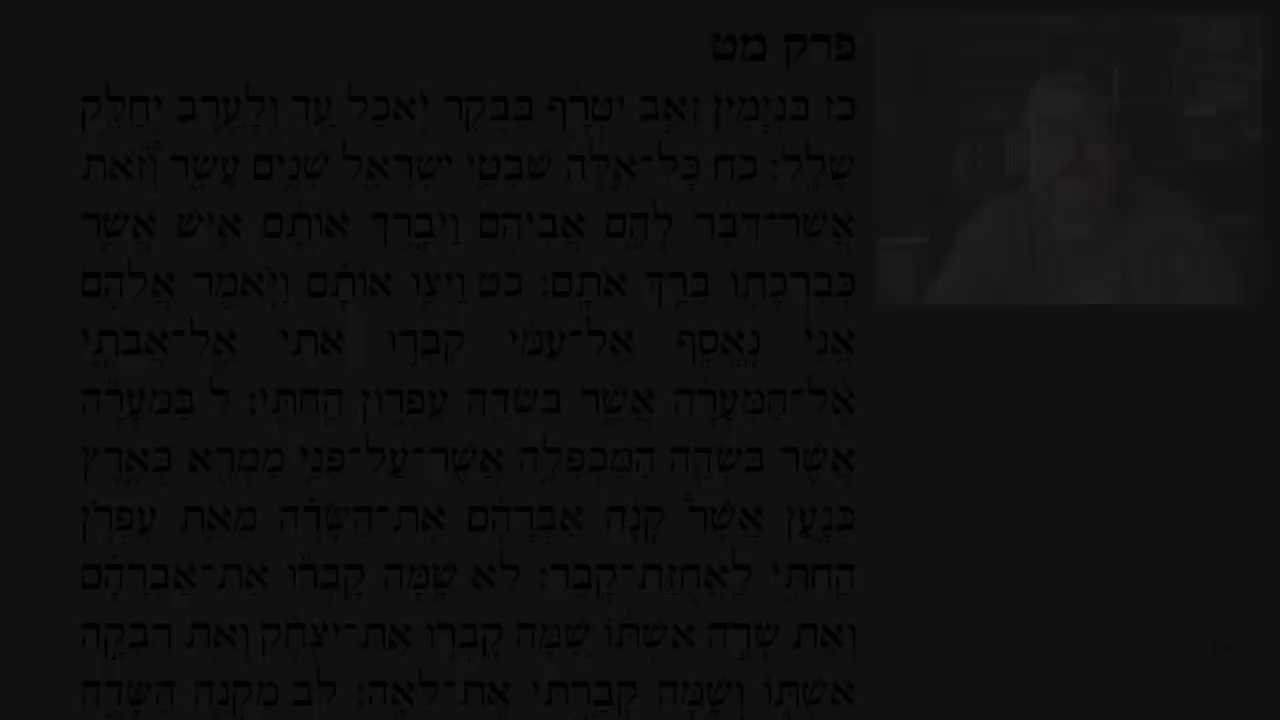 פרק מט
כז בִּנְיָמִין זְאֵב יִטְרָף בַּבֹּקֶר יֹאכַל עַד וְלָעֶרֶב יְחַלֵּק
שָׁלָל: כח כָּל־אֵלֶּה שִׁבְטֵי יִשְׂרָאֵל שְׁנֵים עָשָׂר וְזֹאת
אֲשֶׁר־דִּבֶּר לָהֶם אֲבִיהֶם וַיְבָרֶךְ אוֹתָם אִישׁ אֲשֶׁר
כְּבִרְכָתוֹ בֵּרַךְ אֹתָם: כט וַיְצַו אוֹתָם וַיֹּאמֶר אֲלֵהֶם
אֲנִי נֶאֱסָף אֶל־עַמִּי קִבְרוּ אֹתִי אֶל־אֲבֹתָי
אֶל־הַמְּעָרָה אֲשֶׁר בִּשְׂדֵה עֶפְרוֹן הַחִתִּי: ל בַּמְּעָרָה
אֲשֶׁר בִּשְׂדֵה הַמַּכְפֵּלָה אֲשֶׁר־עַל־פְּנֵי מַמְרֵא בְּאֶרֶץ
כְּנָעַן אֲשֶׁר קָנָה אַבְרָהָם אֶת־הַשָּׂדֶה מֵאֵת עֶפְרֹן
הַחִתִּי לַאֲחֻזַּת־קָבֶר: לא שָׁמָּה קָבְרוּ אֶת־אַבְרָהָם
וְאֵת שָׂרָה אִשְׁתּוֹ שָׁמָּה קָבְרוּ אֶת־יִצְחָק וְאֵת רִבְקָה
אִשְׁתּוֹ וְשָׁמָּה קָבַרְתִּי אֶת־לֵאָה: לב מִקְנֵה הַשָּׂדֶה